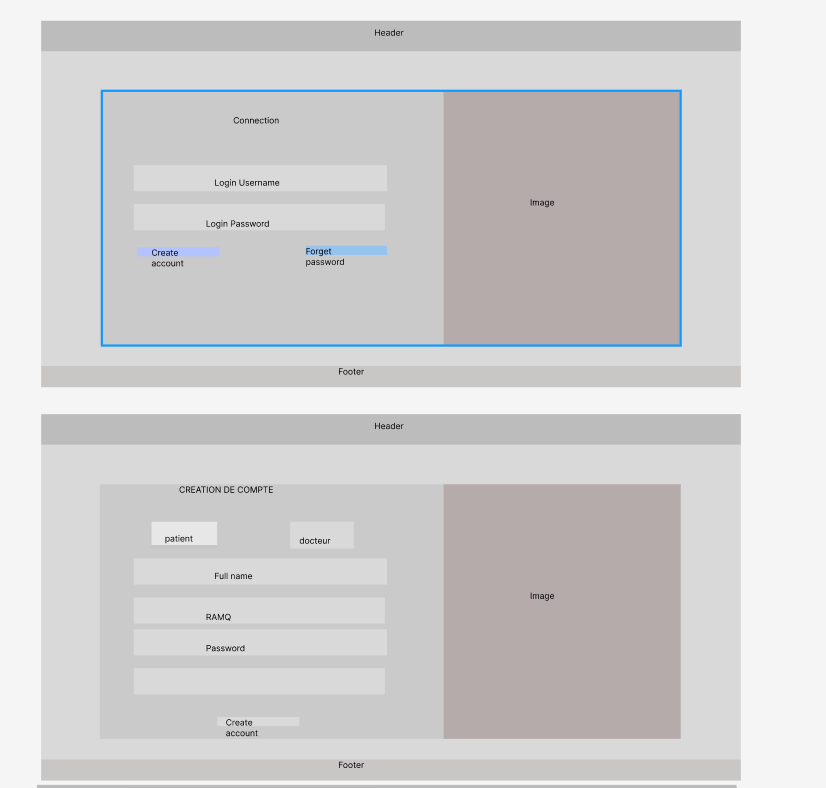 Header
Connection
Login Username
Image
Login Password
Create
account
Forget
password
Footer
Header
CREATION DE COMPTE
patient
docteur
Full name
Image
RAMQ
Password
Create
account
Footer